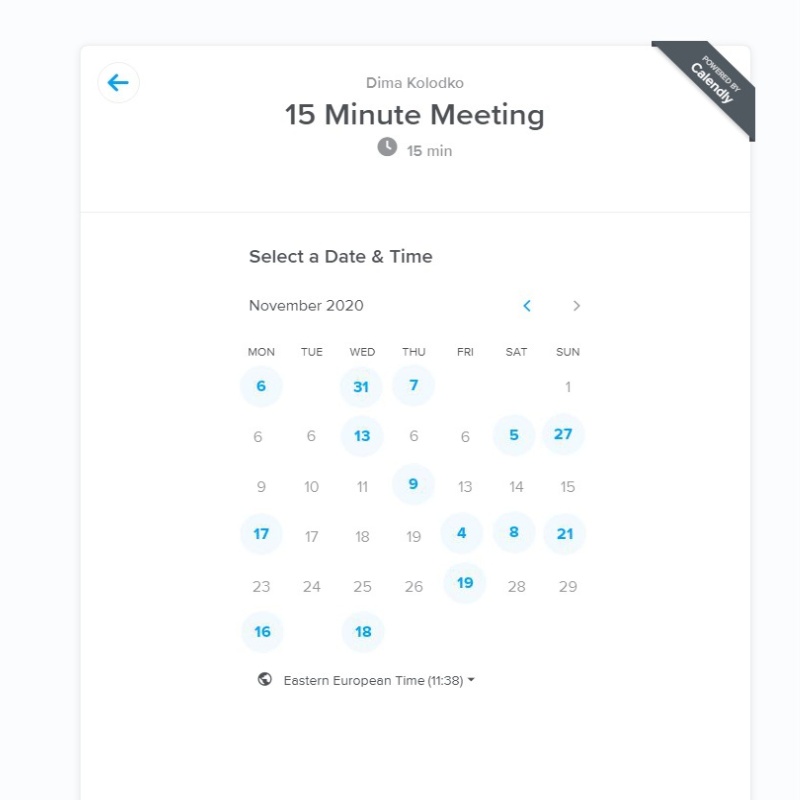 POWERED BY
Calendly
Dima Kolodko
15 Minute Meeting
15 min
Select a Date & Time
November 2020
MON TUE WED THU FRI SAT SUN
6 31 7 1
6 6 13 6 6 5 27
9 10 11 9 13 14 15
17 17 18 19 4 8 21
23 24 25 26 19 28 29
16 18
Eastern European Time (11:38)